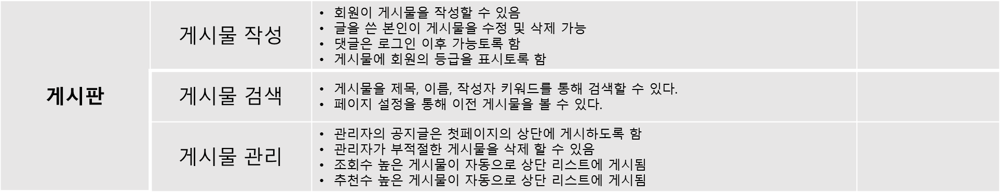 게시판
게시물 작성
• 회원이 게시물을 작성할 수 있음
• 글을 쓴 본인이 게시물을 수정 및 삭제 가능
• 댓글은 로그인 이후 가능토록 함
• 게시물에 회원의 등급을 표시토록 함
게시물 검색
• 게시물을 제목, 이름, 작성자 키워드를 통해 검색할 수 있다.
• 페이지 설정을 통해 이전 게시물을 볼 수 있다.
게시물 관리
• 관리자의 공지글은 첫페이지의 상단에 게시하도록 함
• 관리자가 부적절한 게시물을 삭제 할 수 있음
• 조회수 높은 게시물이 자동으로 상단 리스트에 게시됨
• 추천수 높은 게시물이 자동으로 상단 리스트에 게시됨